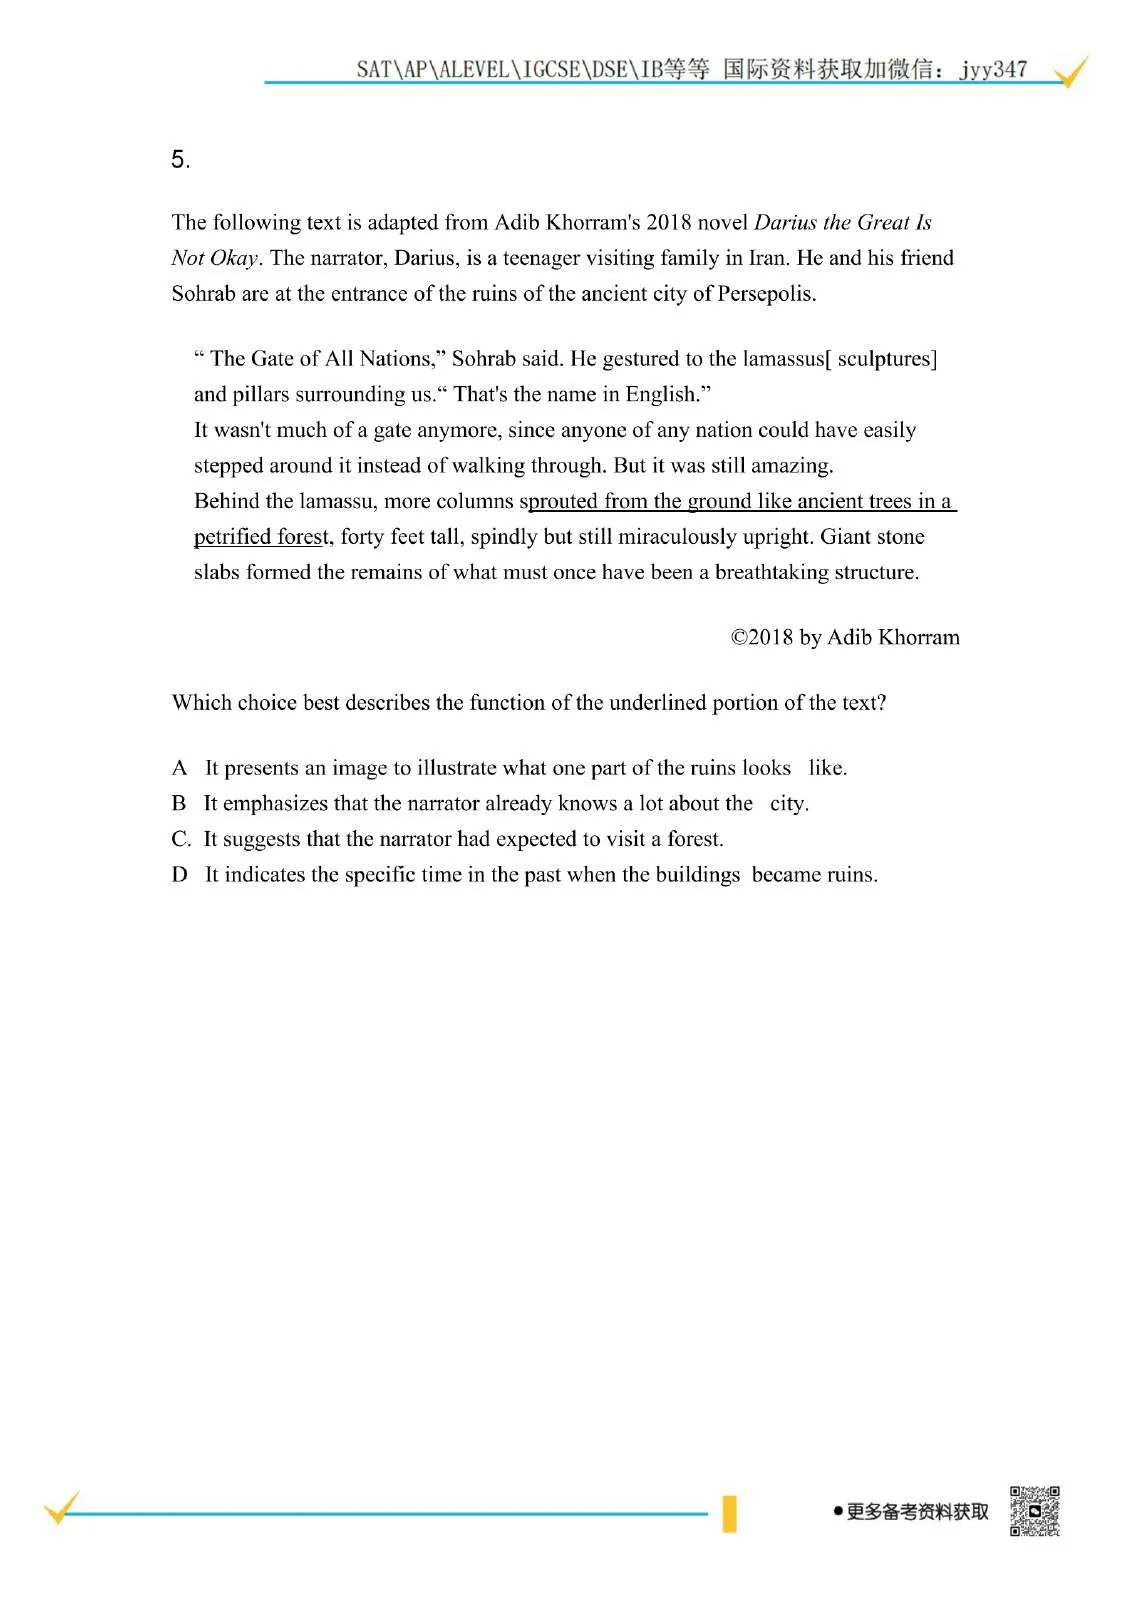 SAT\AP\ALEVEL\IGCSE\DSE\IB等等 国际资料获取加微信：jyy347
5.
The following text is adapted from Adib Khorram's 2018 novel Darius the Great Is
Not Okay. The narrator, Darius, is a teenager visiting family in Iran. He and his friend
Sohrab are at the entrance of the ruins of the ancient city of Persepolis.
“ The Gate of All Nations,” Sohrab said. He gestured to the lamassus[ sculptures]
and pillars surrounding us.“ That's the name in English.”
It wasn't much of a gate anymore, since anyone of any nation could have easily
stepped around it instead of walking through. But it was still amazing.
Behind the lamassu, more columns sprouted from the ground like ancient trees in a
petrified forest, forty feet tall, spindly but still miraculously upright. Giant stone
slabs formed the remains of what must once have been a breathtaking structure.
©2018 by Adib Khorram
Which choice best describes the function of the underlined portion of the text?
A It presents an image to illustrate what one part of the ruins looks like.
B It emphasizes that the narrator already knows a lot about the city.
C. It suggests that the narrator had expected to visit a forest.
D It indicates the specific time in the past when the buildings became ruins.
●更多备考资料获取